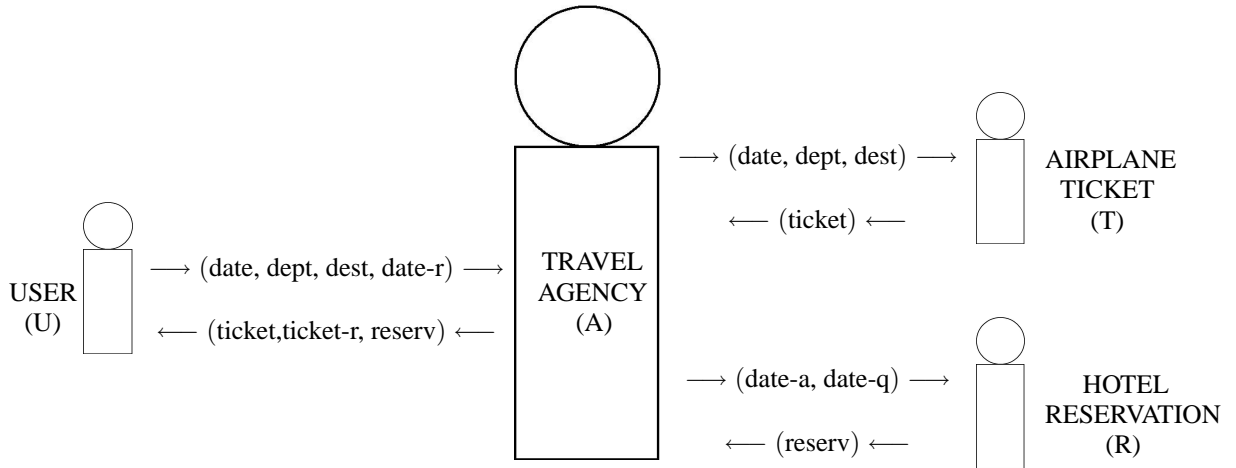 USER
(U)
⟶ (date, dept, dest, date-r) ⟶
⟵ (ticket,ticket-r, reserv) ⟵
TRAVEL
AGENCY
(A)
⟶ (date, dept, dest) ⟶
⟵ (ticket) ⟵
AIRPLANE
TICKET
(T)
⟶ (date-a, date-q) ⟶
⟵ (reserv) ⟵
HOTEL
RESERVATION
(R)